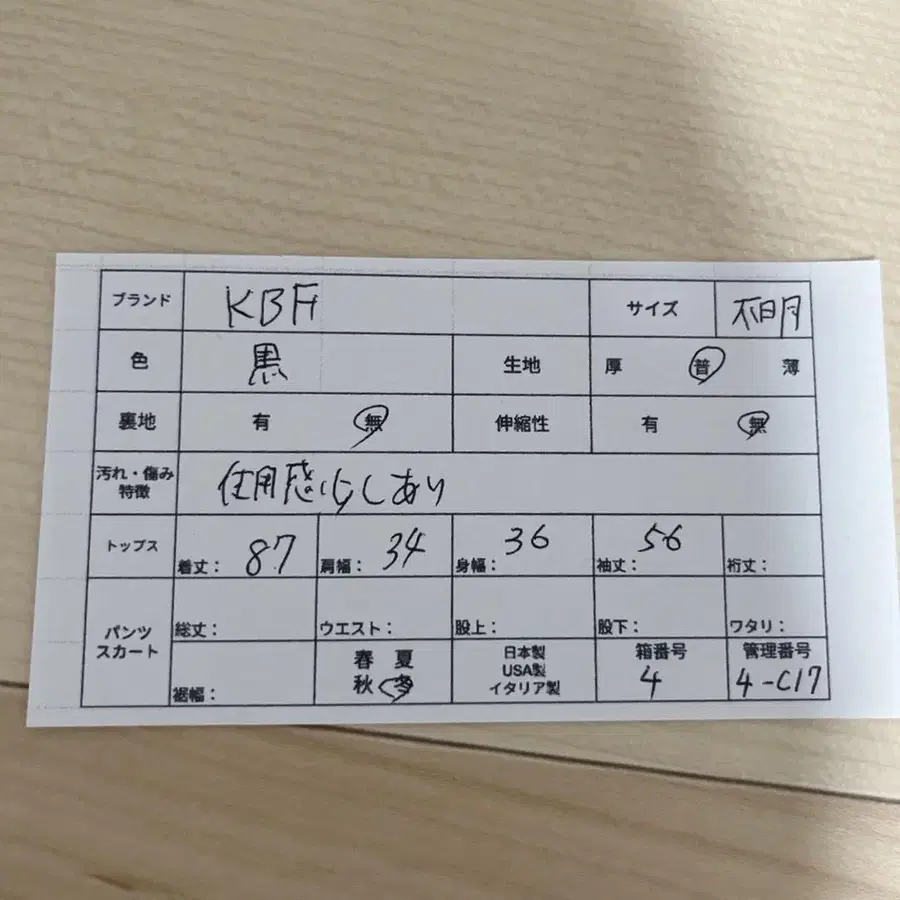 ブランド KBF サイズ 不明
色 黒 生地 厚 普 薄
裏地 有 無 伸縮性 有 無
汚れ・傷み
特徴 使用感少しあり
トップス 着丈: 87 肩幅: 34 身幅: 36 袖丈: 56 裄丈:
パンツ
スカート
総丈: ウエスト: 股上: 股下: ワタリ:
裾幅:
春 夏
秋 冬
日本製
USA製
イタリア製
箱番号
4
管理番号
4-C17